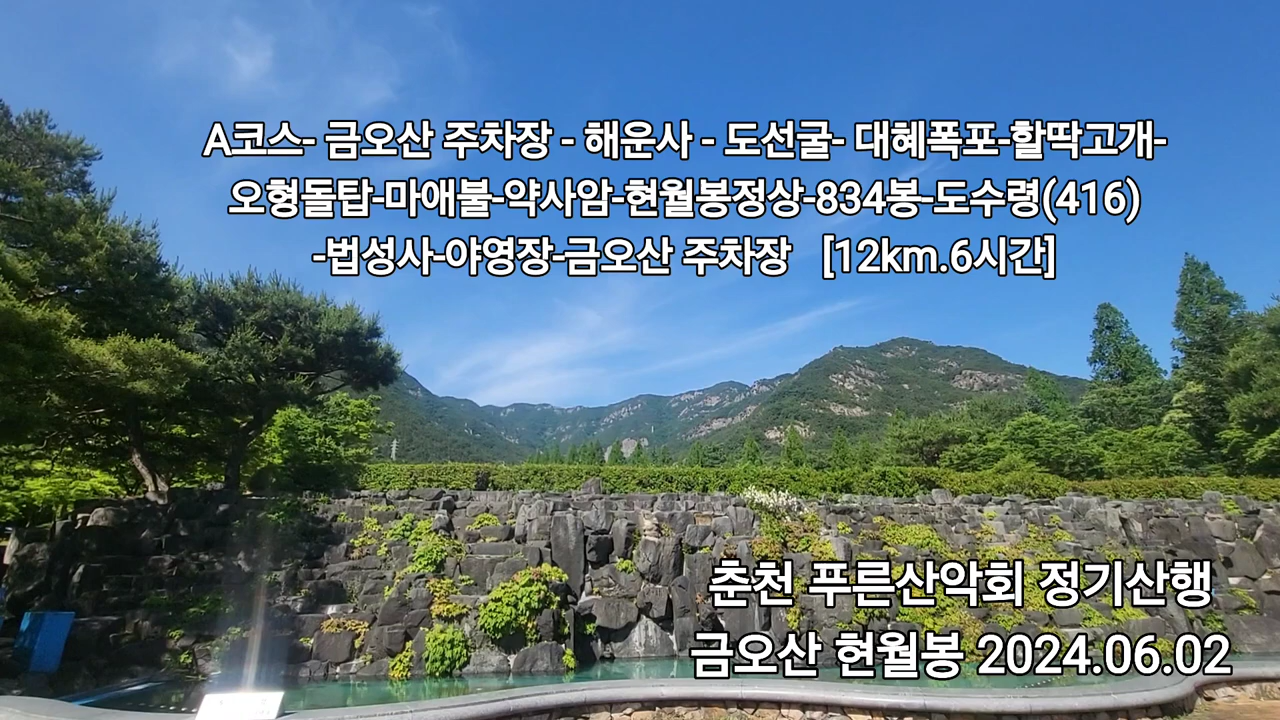 A코스- 금오산 주차장 - 해운사 - 도선굴- 대혜폭포-할딱고개-
오형돌탑-마애불-약사암-현월봉정상-834봉-도수령(416)
-법성사-야영장-금오산 주차장 [12km.6시간]
춘천 푸른산악회 정기산행
금오산 현월봉 2024.06.02